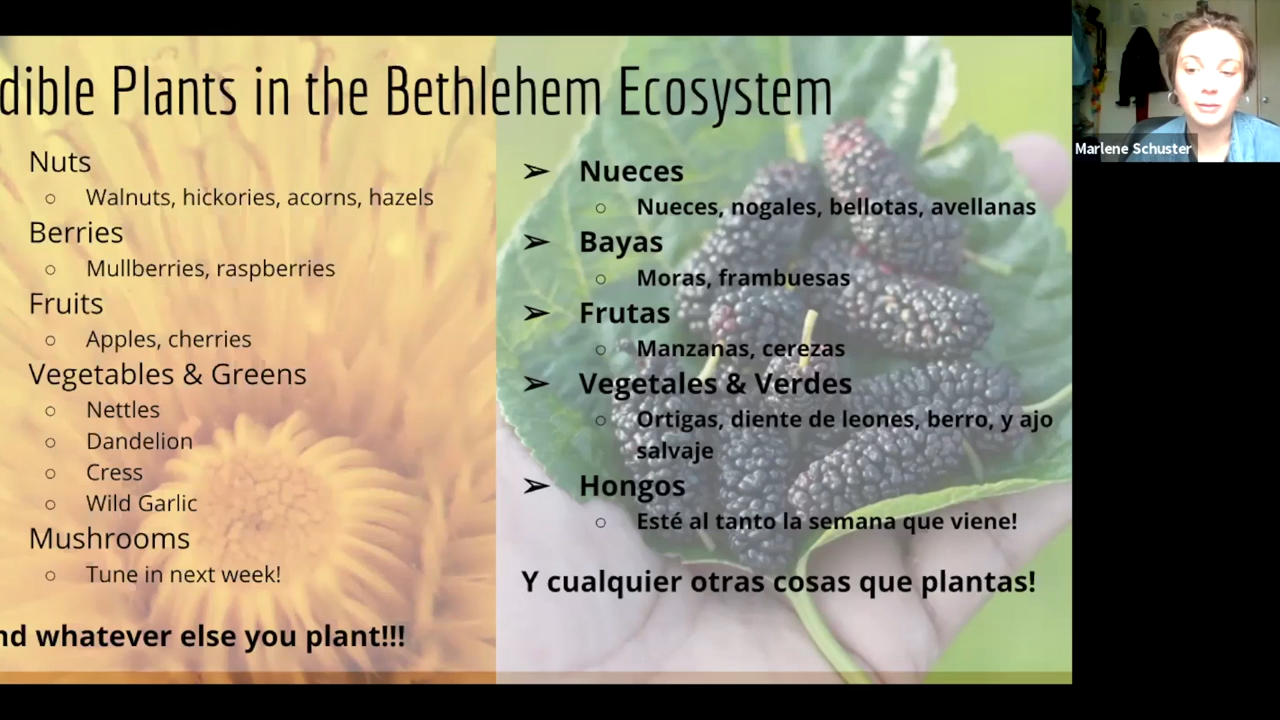 dible Plants in the Bethlehem Ecosystem
Nuts
○ Walnuts, hickories, acorns, hazels
Berries
○ Mullberries, raspberries
Fruits
○ Apples, cherries
Vegetables & Greens
○ Nettles
○ Dandelion
○ Cress
○ Wild Garlic
Mushrooms
○ Tune in next week!
nd whatever else you plant!!!
➢ Nueces
○ Nueces, nogales, bellotas, avellanas
➢ Bayas
○ Moras, frambuesas
➢ Frutas
○ Manzanas, cerezas
➢ Vegetales & Verdes
○ Ortigas, diente de leones, berro, y ajo
salvaje
➢ Hongos
○ Esté al tanto la semana que viene!
Y cualquier otras cosas que plantas!
Marlene Schuster